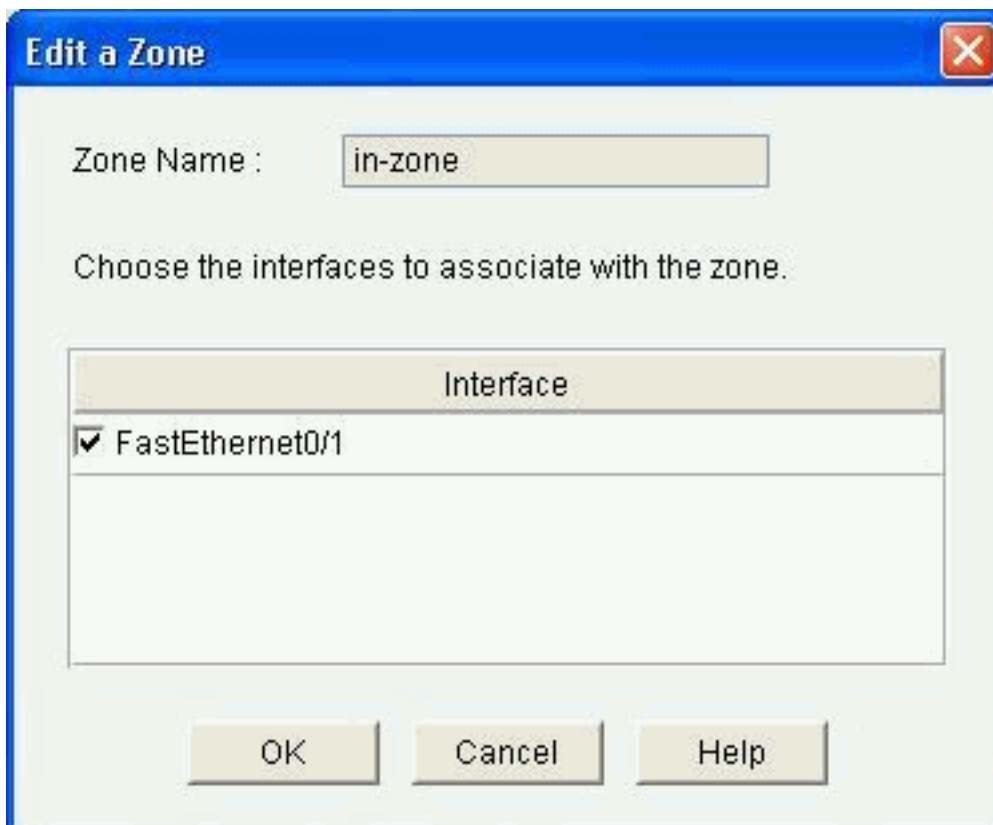 Edit a Zone
Zone Name :
in-zone
Choose the interfaces to associate with the zone.
Interface
FastEthernet0/1
OK
Cancel
Help